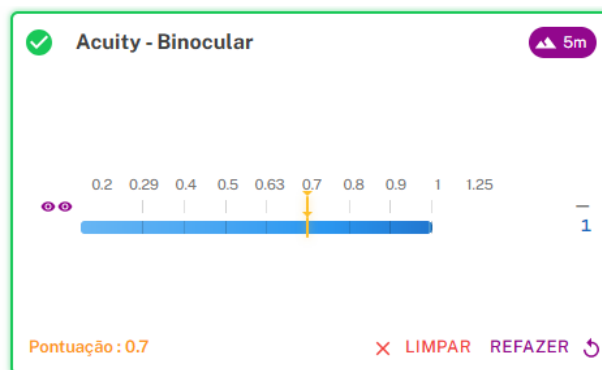 Acuity - Binocular
5m
0.2 0.29 0.4 0.5 0.63 0.7 0.8 0.9 1 1.25
–
1
Pontuação : 0.7
LIMPAR REFAZER